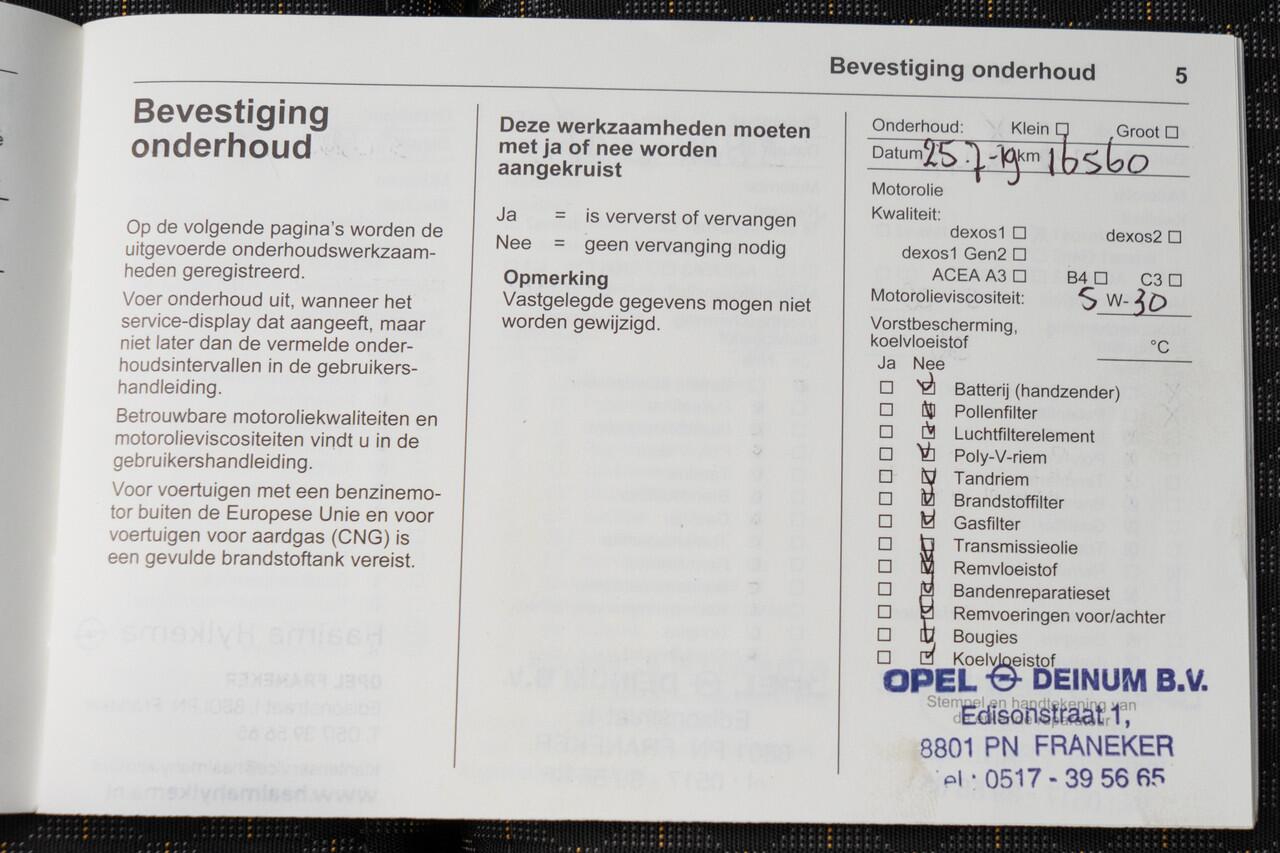 Bevestiging onderhoud 5
Bevestiging
onderhoud
Op de volgende pagina's worden de
uitgevoerde onderhoudswerkzaam-
heden geregistreerd.
Voer onderhoud uit, wanneer het
service-display dat aangeeft, maar
niet later dan de vermelde onder-
houdsintervallen in de gebruikers-
handleiding.
Betrouwbare motoroliekwaliteiten en
motorolieviscositeiten vindt u in de
gebruikershandleiding.
Voor voertuigen met een benzinemo-
tor buiten de Europese Unie en voor
voertuigen voor aardgas (CNG) is
een gevulde brandstoftank vereist.
Deze werkzaamheden moeten
met ja of nee worden
aangekruist
Ja = is ververst of vervangen
Nee = geen vervanging nodig
Opmerking
Vastgelegde gegevens mogen niet
worden gewijzigd.
Onderhoud: Klein Groot
Datum 25.7-19 km 16560
Motorolie
Kwaliteit:
dexos1 dexos2
dexos1 Gen2
ACEA A3 B4 C3
Motorolieviscositeit: 5 W-30
Vorstbescherming,
koelvloeistof °C
Ja Nee
Batterij (handzender)
Pollenfilter
Luchtfilterelement
Poly-V-riem
Tandriem
Brandstoffilter
Gasfilter
Transmissieolie
Remvloeistof
Bandenreparatieset
Remvoeringen voor/achter
Bougies
Koelvloeistof
OPEL DEINUM B.V.
Stempel en handtekening van
Edisonstraat 1,
8801 PN FRANEKER
tel: 0517 - 39 56 65